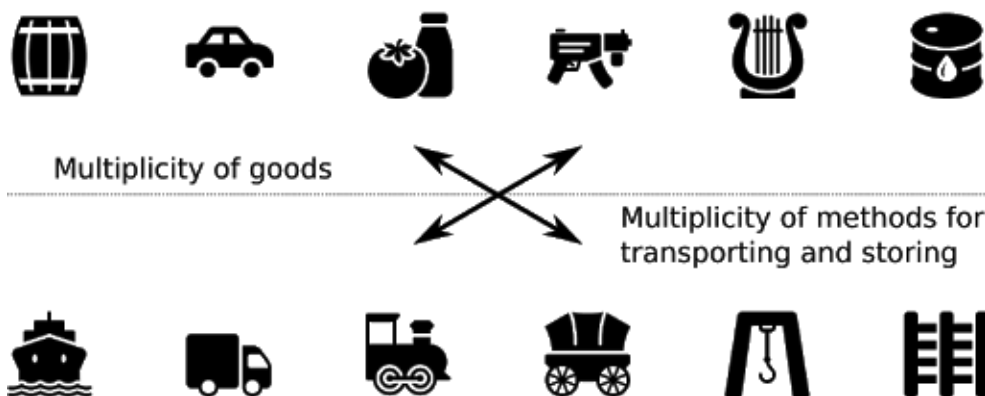 Multiplicity of goods
Multiplicity of methods for
transporting and storing